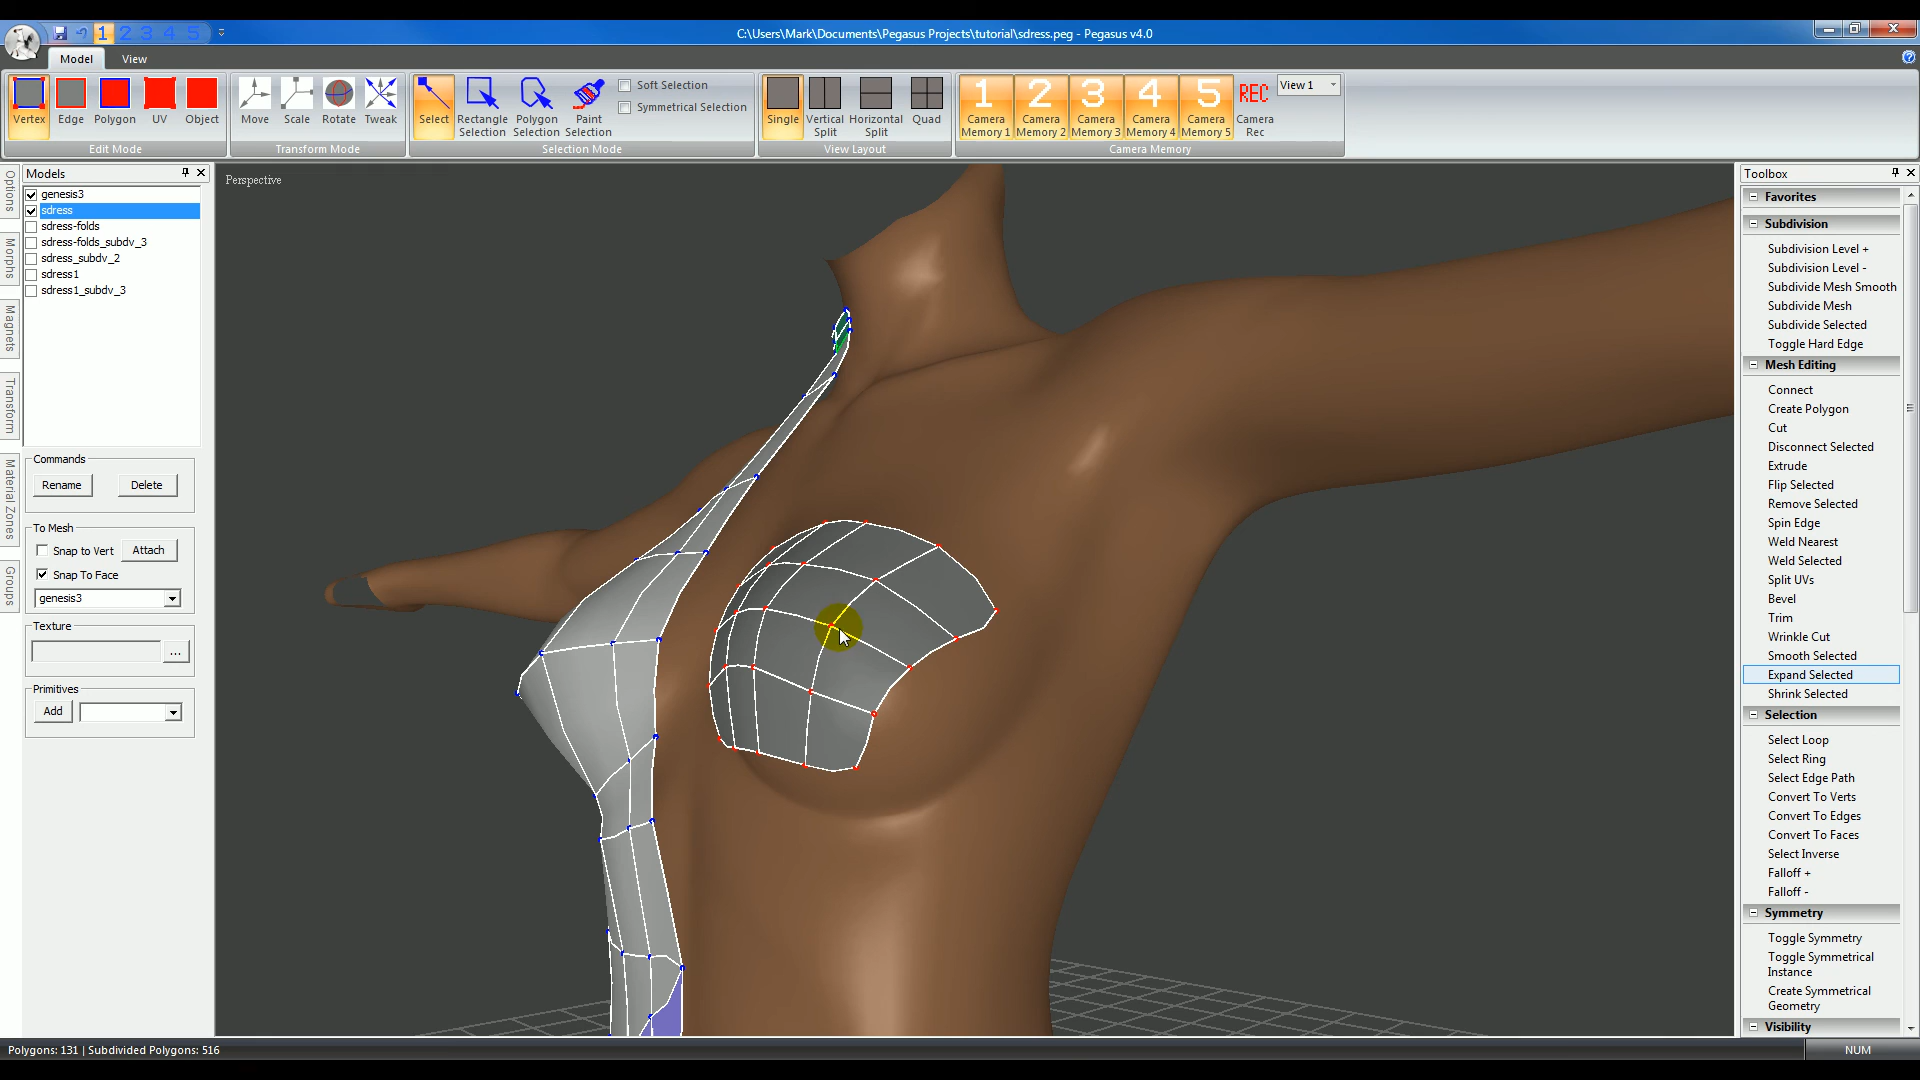 C:\Users\Mark\Documents\Pegasus Projects\tutorial\sdress.peg - Pegasus v4.0
1 2 3 4 5
Model View
Vertex Edge Polygon UV Object
Edit Mode
Move Scale Rotate Tweak
Transform Mode
Select Rectangle Selection Polygon Selection Paint Selection
Soft Selection
Symmetrical Selection
Selection Mode
Single Vertical Split Horizontal Split Quad
View Layout
1 2 3 4 5 REC View 1
Camera Memory 1 Camera Memory 2 Camera Memory 3 Camera Memory 4 Camera Memory 5 Camera Rec
Camera Memory
Options
Morphs
Magnets
Transform
Material Zones
Groups
Models
genesis3
sdress
sdress-folds
sdress-folds_subdv_3
sdress_subdv_2
sdress1
sdress1_subdv_3
Commands
Rename Delete
To Mesh
Snap to Vert Attach
Snap To Face
genesis3
Texture
...
Primitives
Add
Perspective
Toolbox
Favorites
Subdivision
Subdivision Level +
Subdivision Level -
Subdivide Mesh Smooth
Subdivide Mesh
Subdivide Selected
Toggle Hard Edge
Mesh Editing
Connect
Create Polygon
Cut
Disconnect Selected
Extrude
Flip Selected
Remove Selected
Spin Edge
Weld Nearest
Weld Selected
Split UVs
Bevel
Trim
Wrinkle Cut
Smooth Selected
Expand Selected
Shrink Selected
Selection
Select Loop
Select Ring
Select Edge Path
Convert To Verts
Convert To Edges
Convert To Faces
Select Inverse
Falloff +
Falloff -
Symmetry
Toggle Symmetry
Toggle Symmetrical
Instance
Create Symmetrical
Geometry
Visibility
Polygons: 131 | Subdivided Polygons: 516
NUM